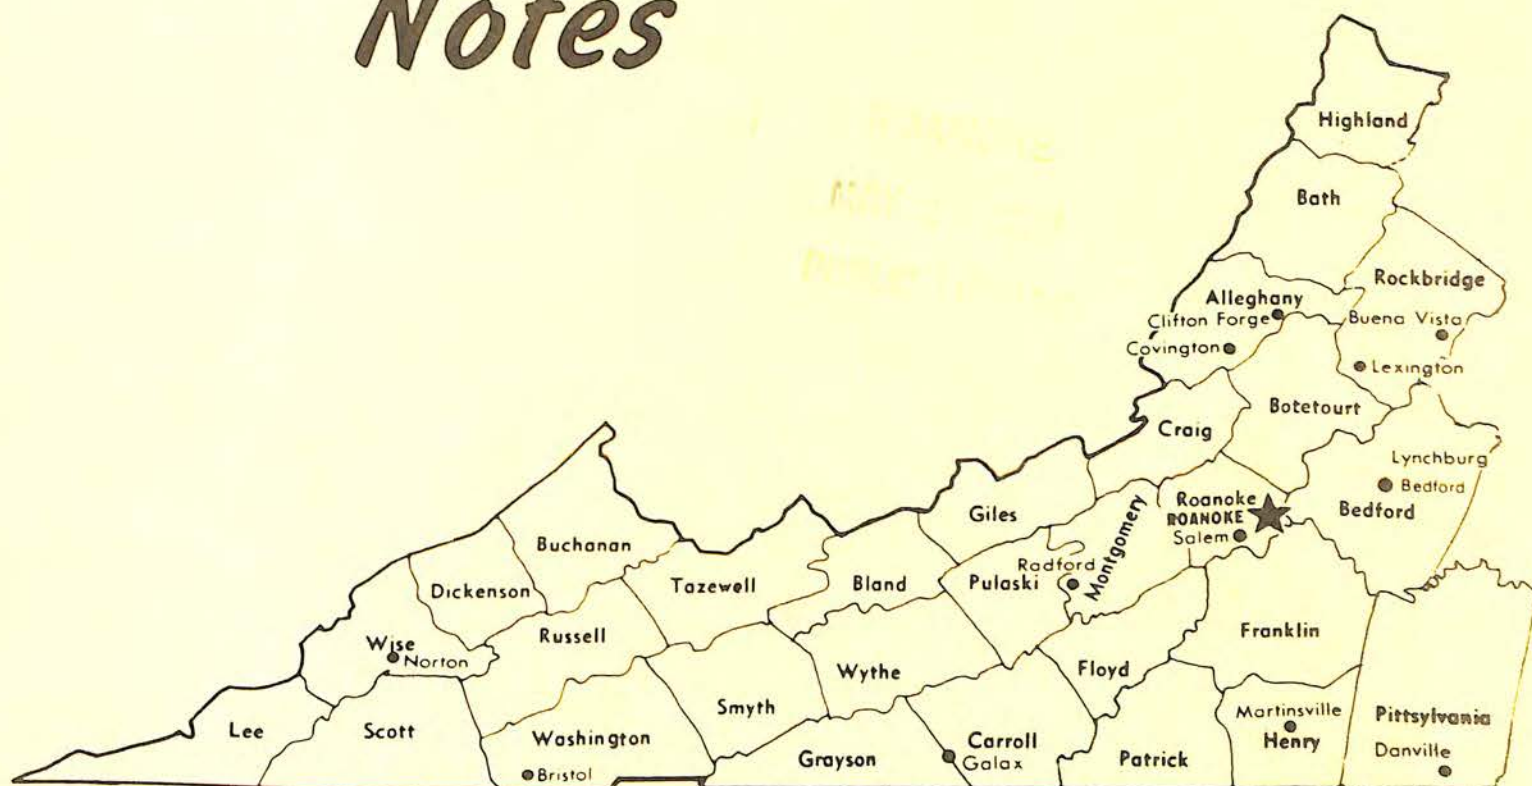 Notes
Highland
Bath
Rockbridge
Alleghany
Clifton Forge
Buena Vista
Covington
Lexington
Botetourt
Craig
Lynchburg
Bedford
Bedford
Roanoke
ROANOKE
Salem
Giles
Montgomery
Radford
Pulaski
Buchanan
Dickenson
Tazewell
Bland
Russell
Wise
Norton
Wythe
Floyd
Franklin
Smyth
Lee
Scott
Washington
Bristol
Grayson
Carroll
Galax
Patrick
Martinsville
Henry
Pittsylvania
Danville